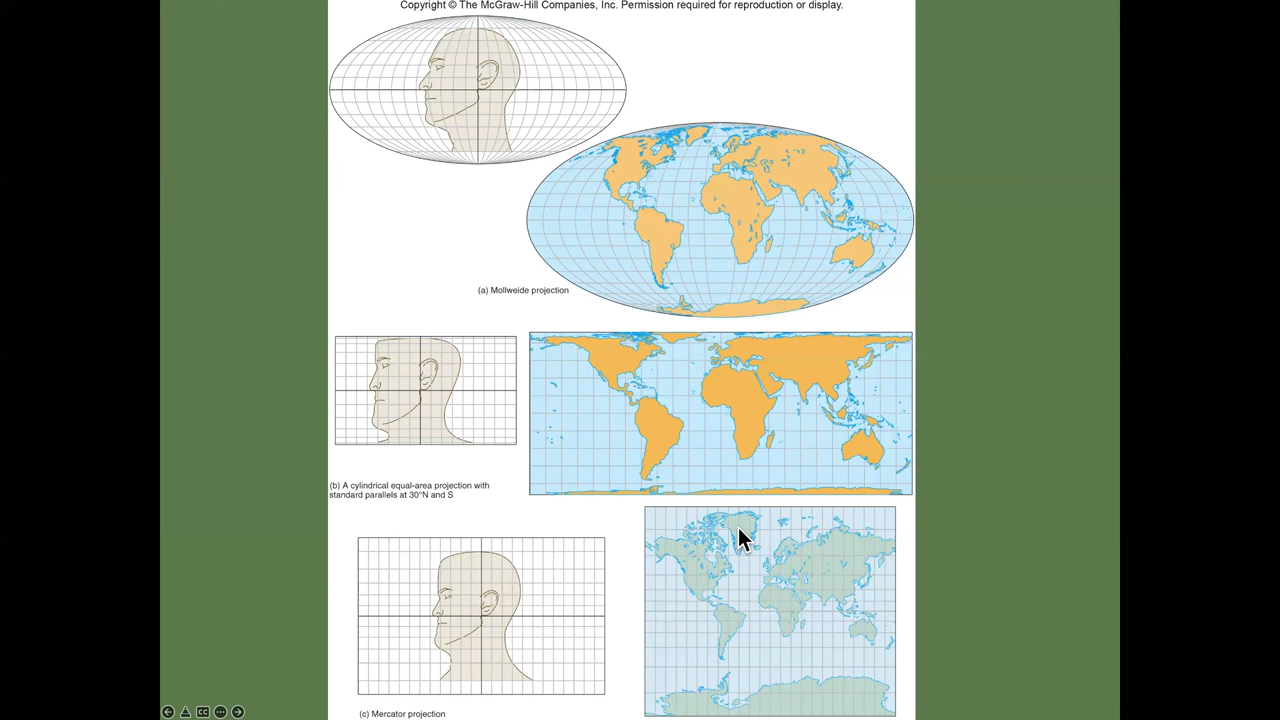 Copyright © The McGraw-Hill Companies, Inc. Permission required for reproduction or display.
(a) Mollweide projection
(b) A cylindrical equal-area projection with
standard parallels at 30°N and S
(c) Mercator projection
CC